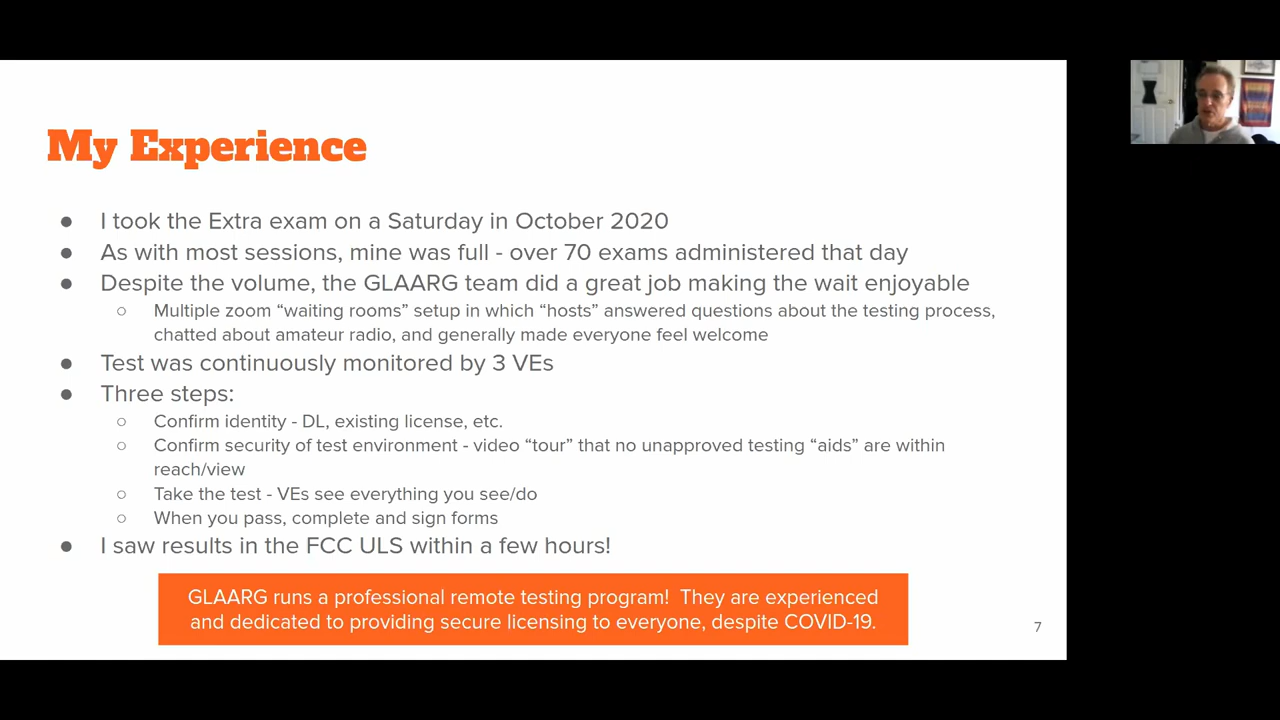 My Experience
● I took the Extra exam on a Saturday in October 2020
● As with most sessions, mine was full - over 70 exams administered that day
● Despite the volume, the GLAARG team did a great job making the wait enjoyable
○ Multiple zoom “waiting rooms” setup in which “hosts” answered questions about the testing process,
chatted about amateur radio, and generally made everyone feel welcome
● Test was continuously monitored by 3 VEs
● Three steps:
○ Confirm identity - DL, existing license, etc.
○ Confirm security of test environment - video “tour” that no unapproved testing “aids” are within
reach/view
○ Take the test - VEs see everything you see/do
○ When you pass, complete and sign forms
● I saw results in the FCC ULS within a few hours!
GLAARG runs a professional remote testing program! They are experienced
and dedicated to providing secure licensing to everyone, despite COVID-19.
7